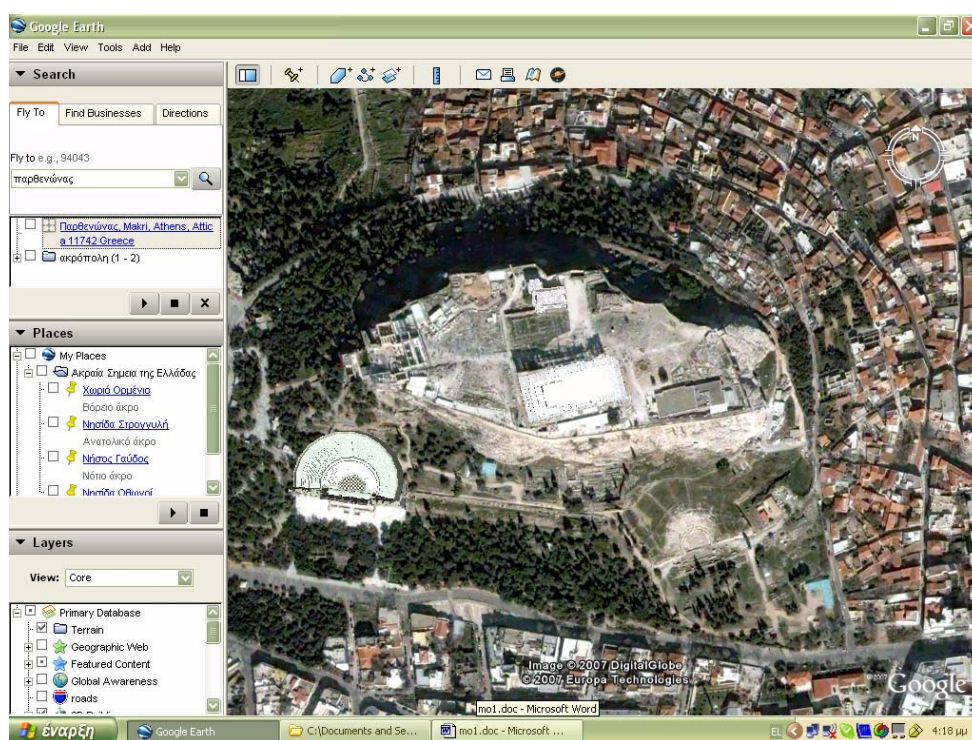 Google Earth
File Edit View Tools Add Help
Search
Fly To Find Businesses Directions
Fly to e.g., 94043
παρθενώνας
Παρθενώνας, Makri, Athens, Attic
a 11742 Greece
ακρόπολη (1 - 2)
Places
My Places
Ακραία Σημεια της Ελλάδας
Χωριό Ορμένιο
Βόρειο άκρο
Νησίδα Στρογγυλή
Ανατολικό άκρο
Νήσος Γαύδος
Νότιο άκρο
Νησίδα Οθωνοί
Layers
View: Core
Primary Database
Terrain
Geographic Web
Featured Content
Global Awareness
roads
N
Image © 2007 DigitalGlobe
© 2007 Europa Technologies
©2007 Google
mo1.doc - Microsoft Word
έναρξη Google Earth C:\Documents and Se... mo1.doc - Microsoft ... EL 4:18 μμ